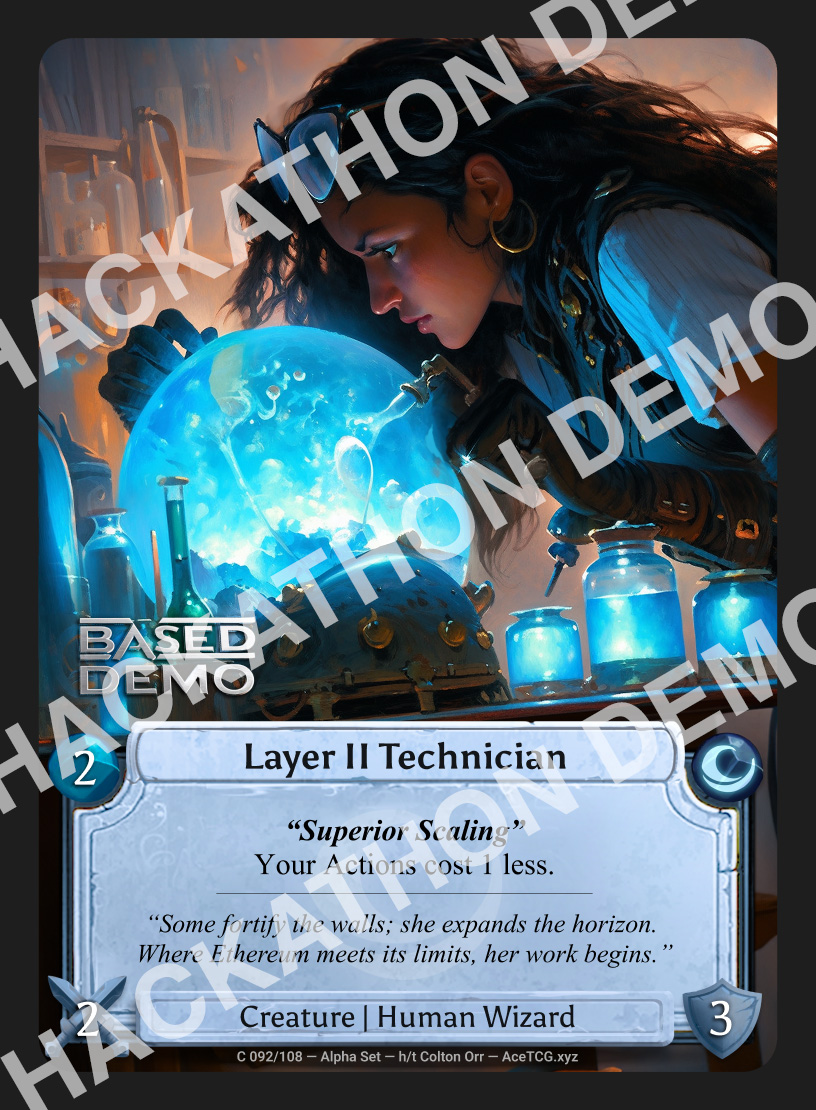 HACKATHON DEMO
HACKATHON DEMO
HACKATHON DEMO
HACKATHON DEMO
BASED
DEMO
2
Layer II Technician
“Superior Scaling”
Your Actions cost 1 less.
“Some fortify the walls; she expands the horizon.
Where Ethereum meets its limits, her work begins.”
2
Creature | Human Wizard
3
C 092/108 — Alpha Set — h/t Colton Orr — AceTCG.xyz